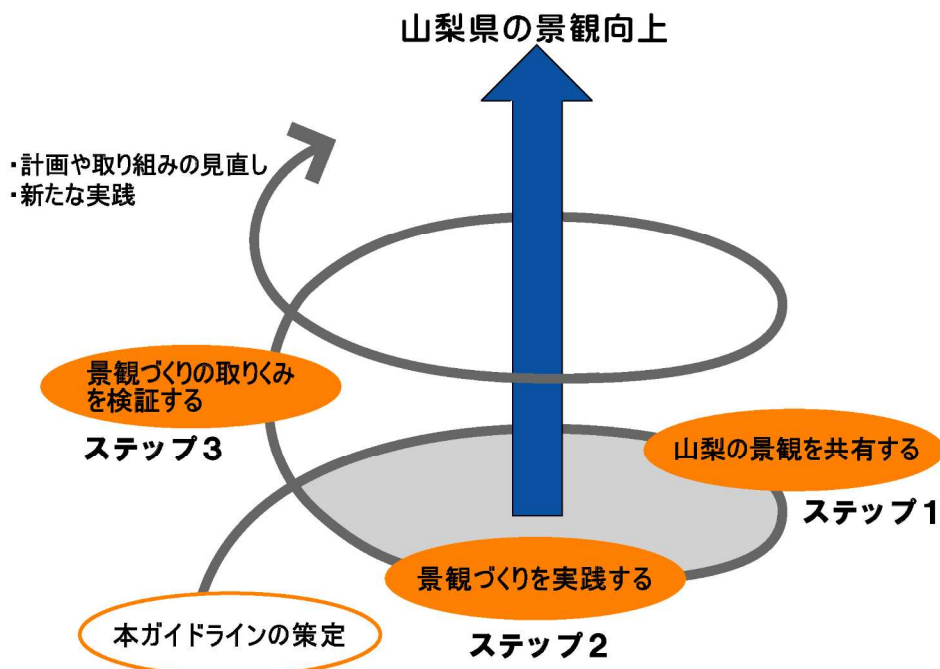 山梨県の景観向上
・計画や取り組みの見直し
・新たな実践
景観づくりの取りくみ
を検証する
ステップ3
山梨の景観を共有する
ステップ1
景観づくりを実践する
ステップ2
本ガイドラインの策定